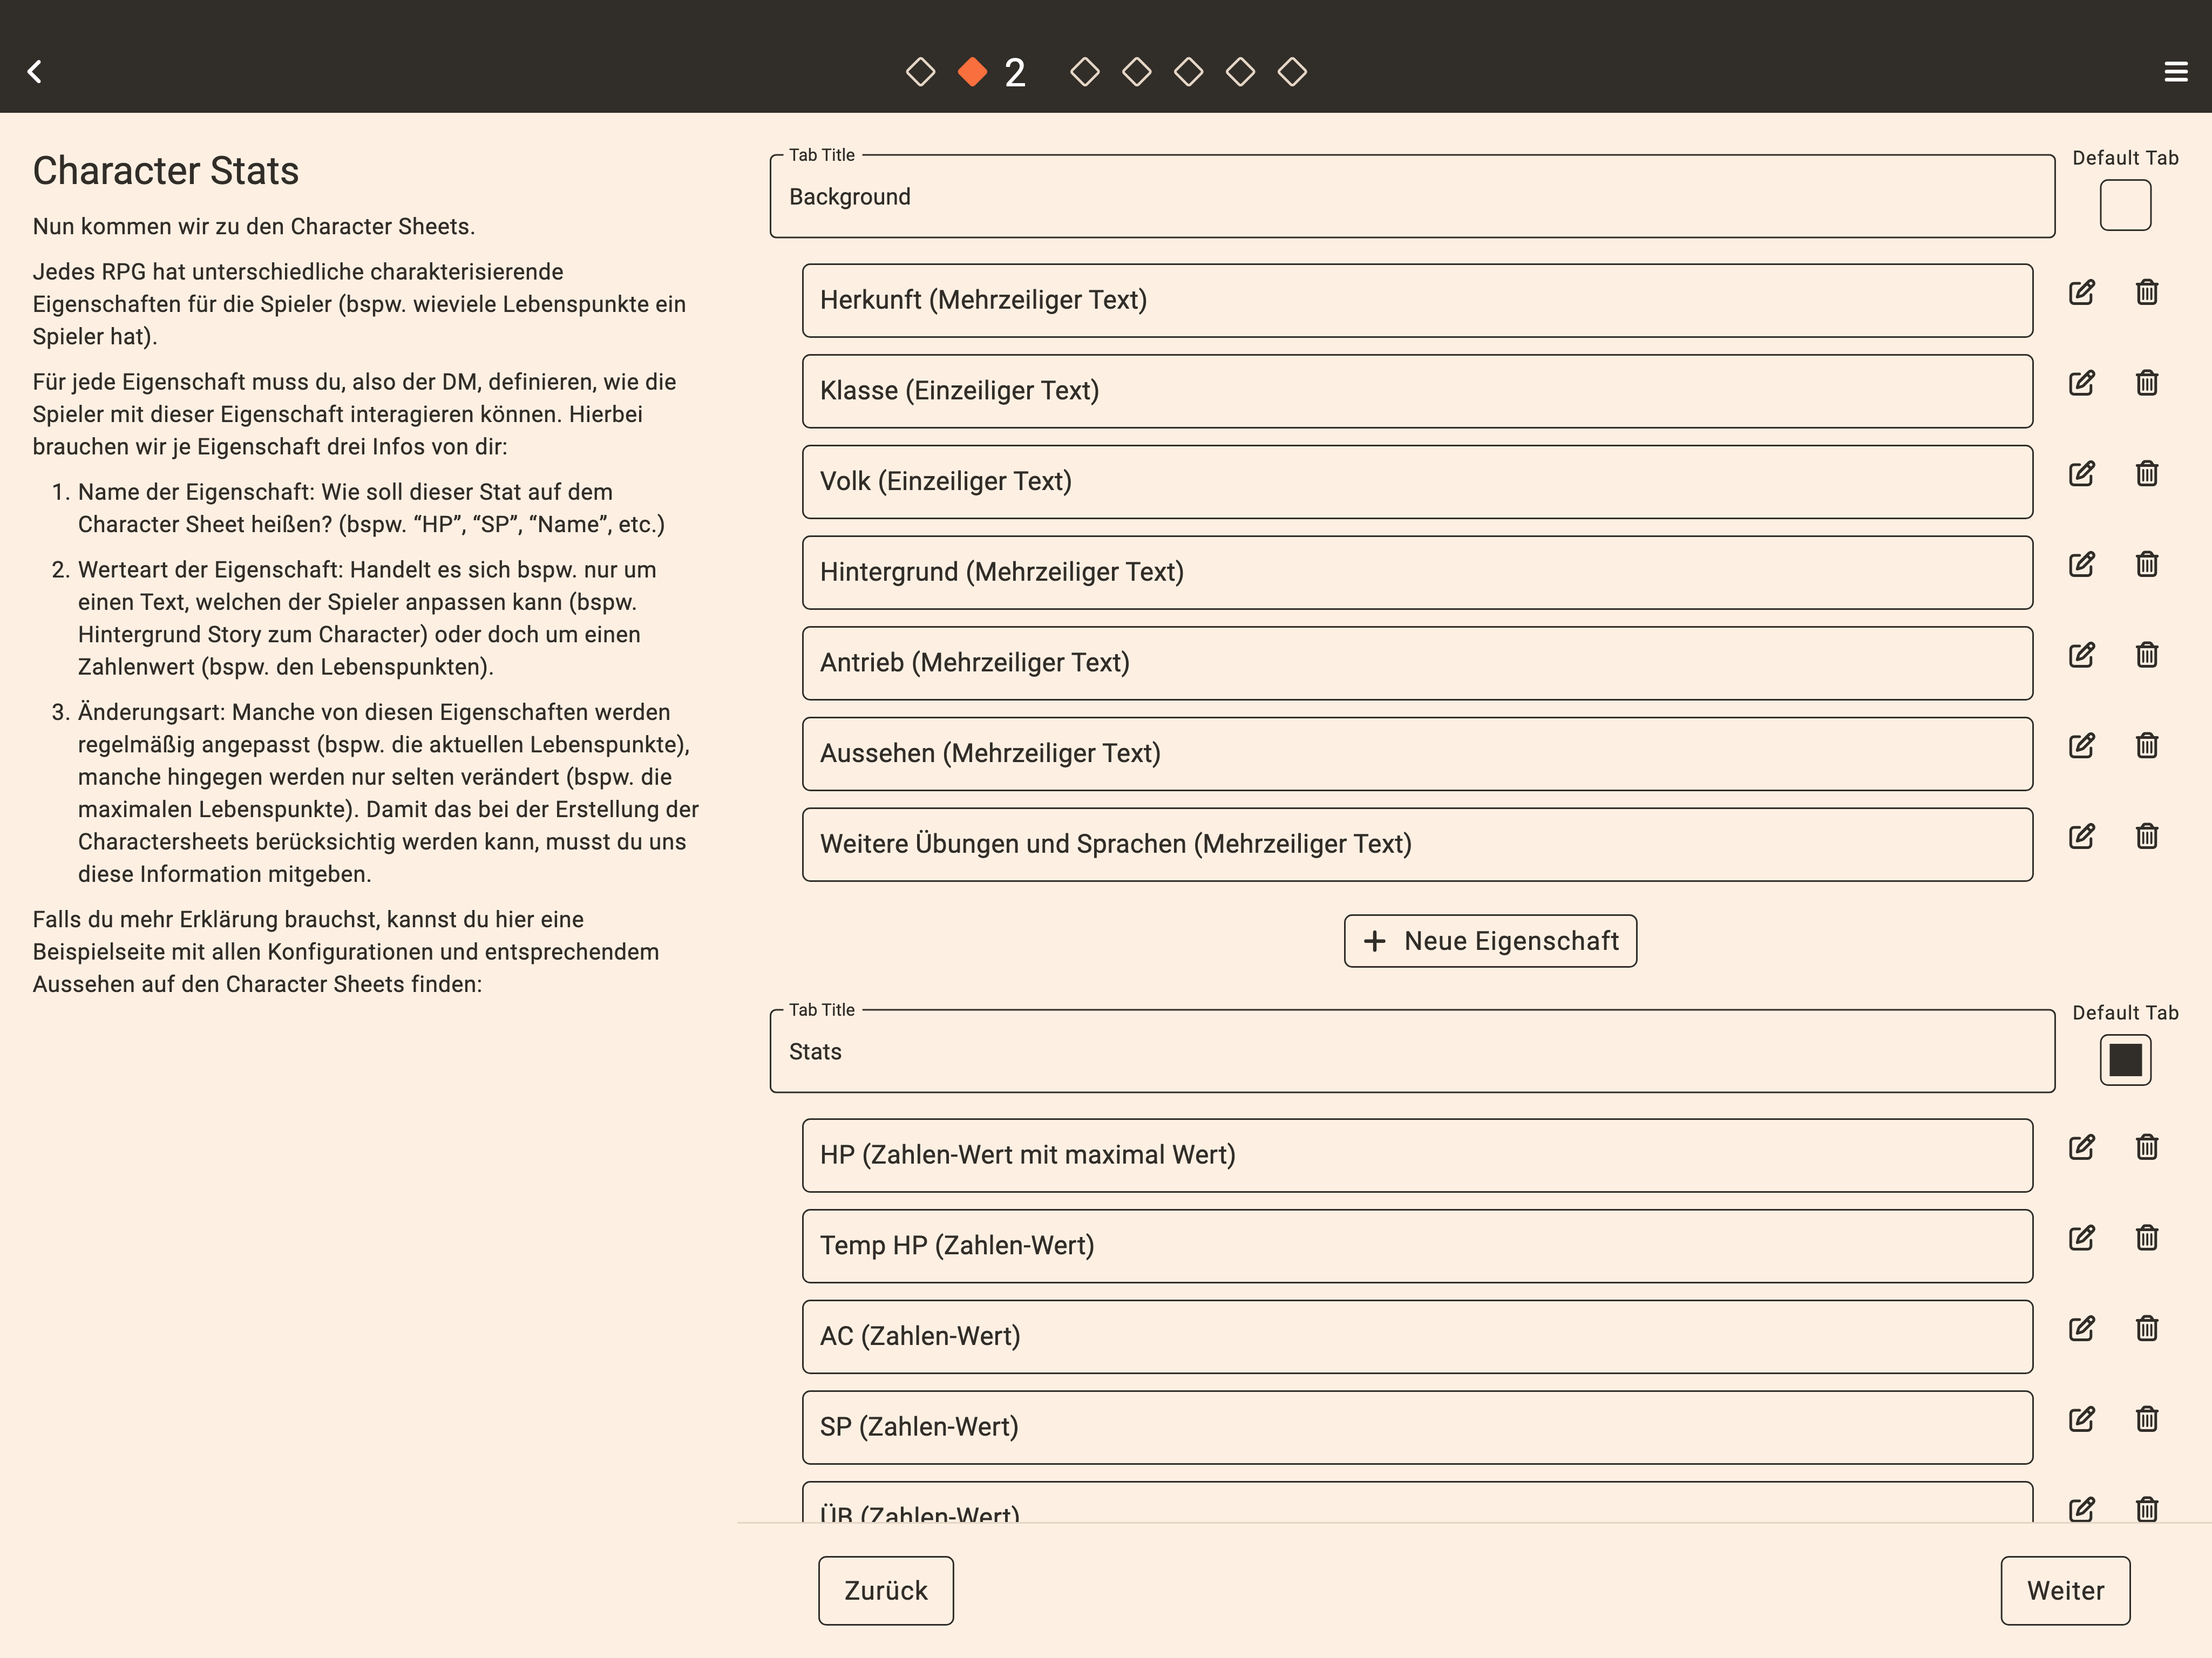 2
Character Stats
Nun kommen wir zu den Character Sheets.
Jedes RPG hat unterschiedliche charakterisierende
Eigenschaften für die Spieler (bspw. wieviele Lebenspunkte ein
Spieler hat).
Für jede Eigenschaft muss du, also der DM, definieren, wie die
Spieler mit dieser Eigenschaft interagieren können. Hierbei
brauchen wir je Eigenschaft drei Infos von dir:
1. Name der Eigenschaft: Wie soll dieser Stat auf dem
Character Sheet heißen? (bspw. “HP”, “SP”, “Name”, etc.)
2. Werteart der Eigenschaft: Handelt es sich bspw. nur um
einen Text, welchen der Spieler anpassen kann (bspw.
Hintergrund Story zum Character) oder doch um einen
Zahlenwert (bspw. den Lebenspunkten).
3. Änderungsart: Manche von diesen Eigenschaften werden
regelmäßig angepasst (bspw. die aktuellen Lebenspunkte),
manche hingegen werden nur selten verändert (bspw. die
maximalen Lebenspunkte). Damit das bei der Erstellung der
Charactersheets berücksichtig werden kann, musst du uns
diese Information mitgeben.
Falls du mehr Erklärung brauchst, kannst du hier eine
Beispielseite mit allen Konfigurationen und entsprechendem
Aussehen auf den Character Sheets finden:
Tab Title
Background
Default Tab
Herkunft (Mehrzeiliger Text)
Klasse (Einzeiliger Text)
Volk (Einzeiliger Text)
Hintergrund (Mehrzeiliger Text)
Antrieb (Mehrzeiliger Text)
Aussehen (Mehrzeiliger Text)
Weitere Übungen und Sprachen (Mehrzeiliger Text)
+ Neue Eigenschaft
Tab Title
Stats
Default Tab
HP (Zahlen-Wert mit maximal Wert)
Temp HP (Zahlen-Wert)
AC (Zahlen-Wert)
SP (Zahlen-Wert)
ÜB (Zahlen-Wert)
Zurück
Weiter